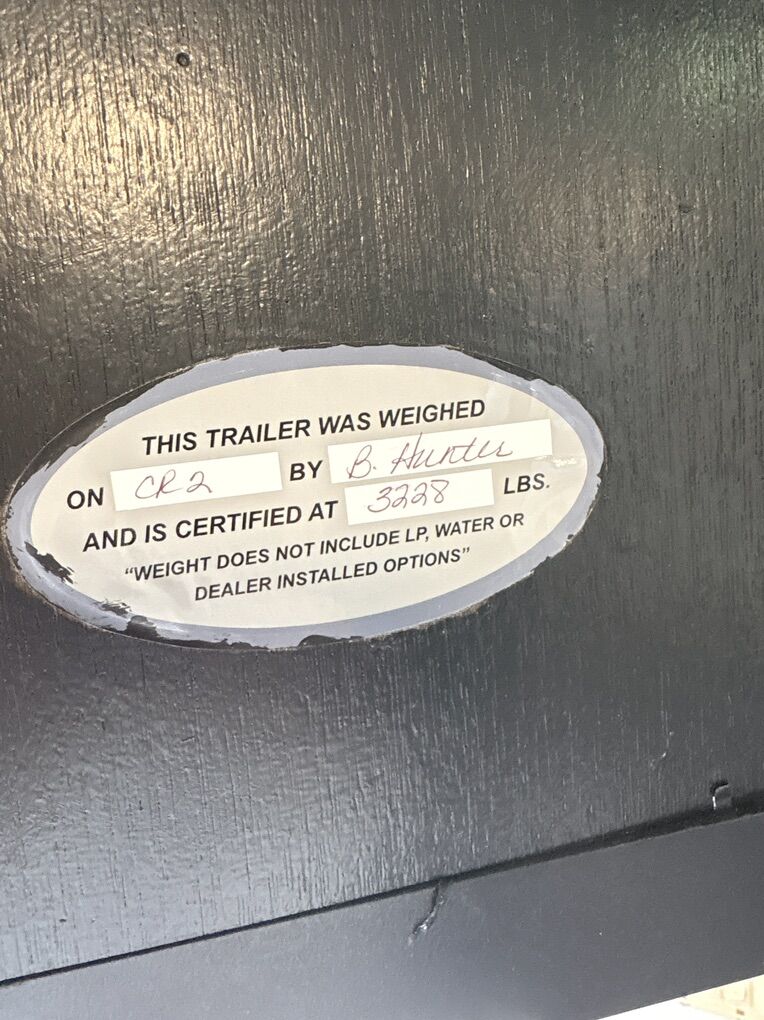 THIS TRAILER WAS WEIGHED
ON CR2 BY B. Hunter
AND IS CERTIFIED AT 3228 LBS.
“WEIGHT DOES NOT INCLUDE LP, WATER OR
DEALER INSTALLED OPTIONS”